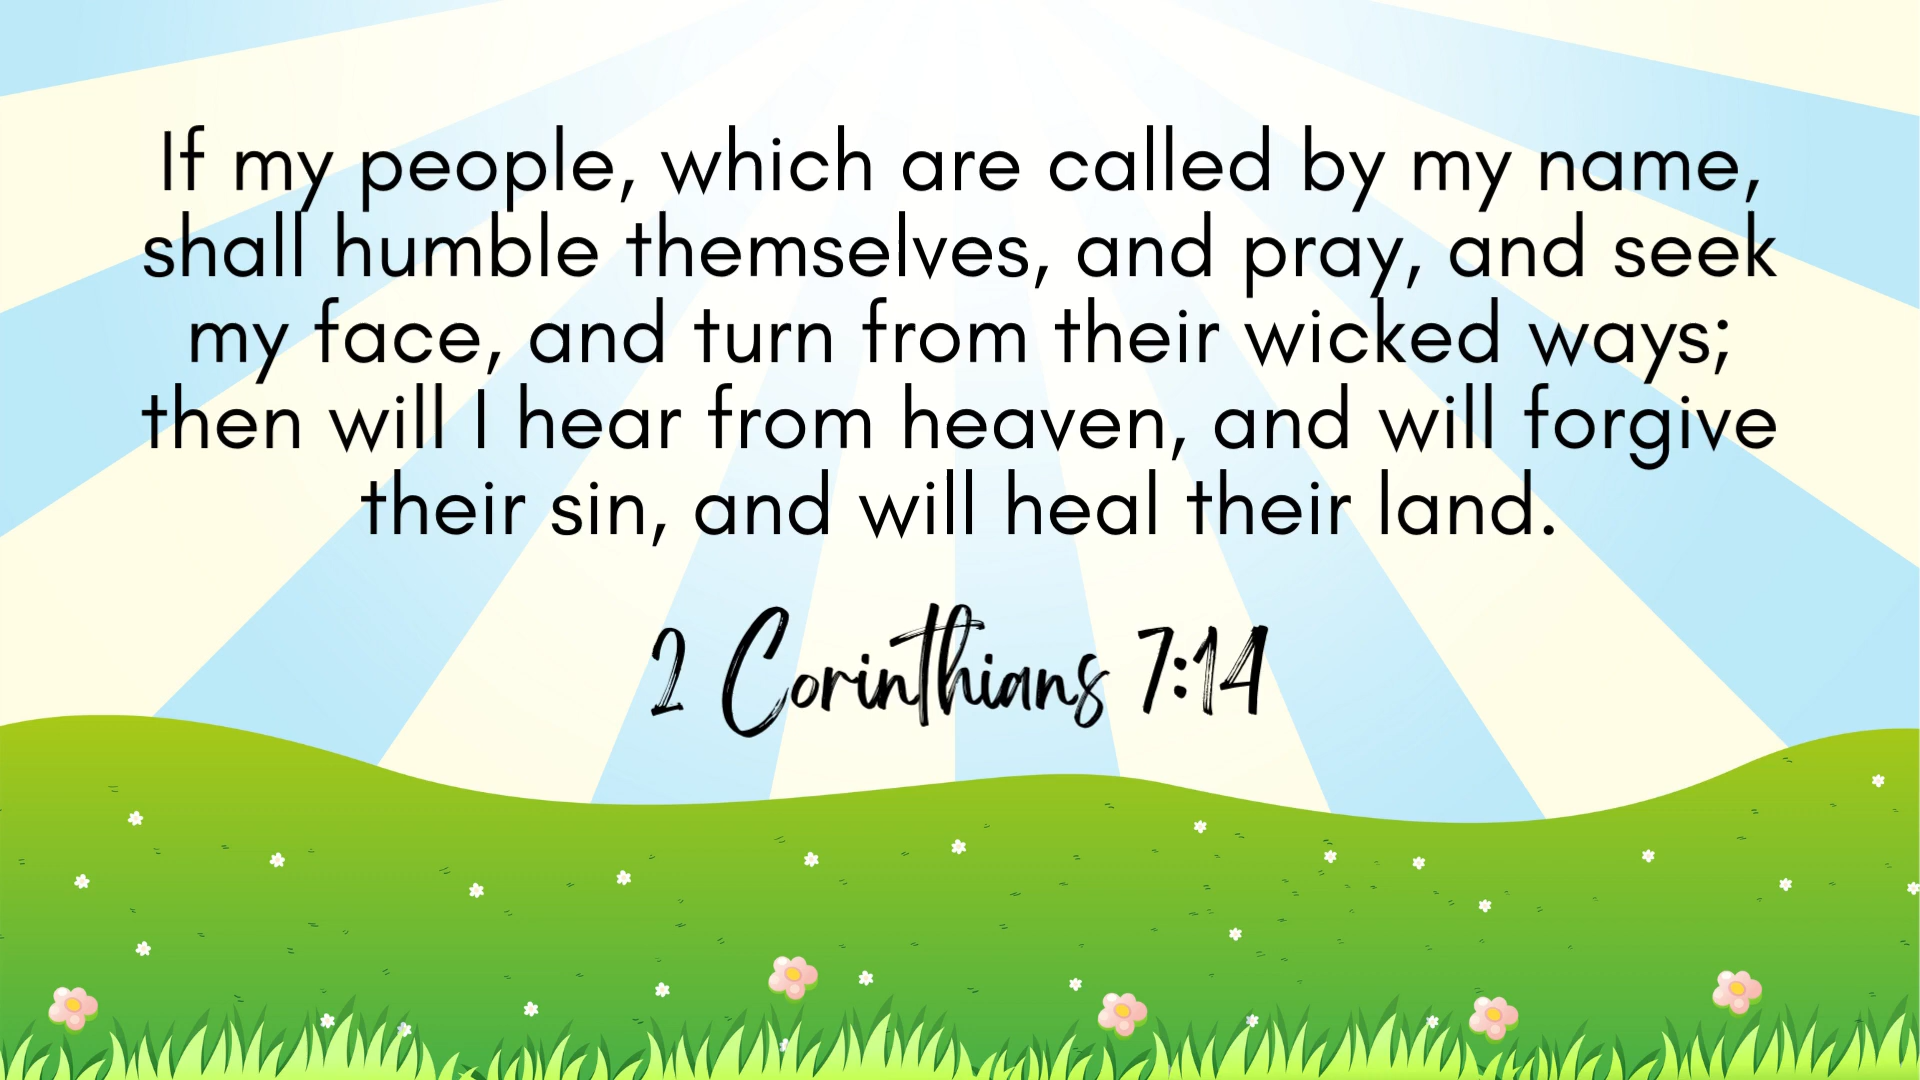 If my people, which are called by my name,
shall humble themselves, and pray, and seek
my face, and turn from their wicked ways;
then will I hear from heaven, and will forgive
their sin, and will heal their land.
2 Corinthians 7:14